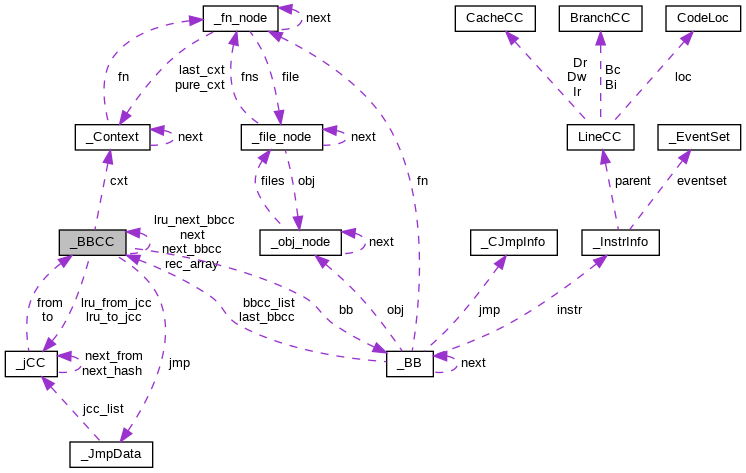 _fn_node
next
CacheCC
BranchCC
CodeLoc
fn
last_cxt
pure_cxt
fns
file
Dr
Dw
Ir
Bc
Bi
loc
_Context
next
_file_node
next
LineCC
_EventSet
cxt
files
obj
fn
parent
eventset
_BBCC
lru_next_bbcc
next
next_bbcc
rec_array
_obj_node
next
_CJmpInfo
_InstrInfo
from
to
lru_from_jcc
lru_to_jcc
bbcc_list
last_bbcc
bb
obj
jmp
instr
_jCC
next_from
next_hash
jmp
_BB
next
jcc_list
_JmpData